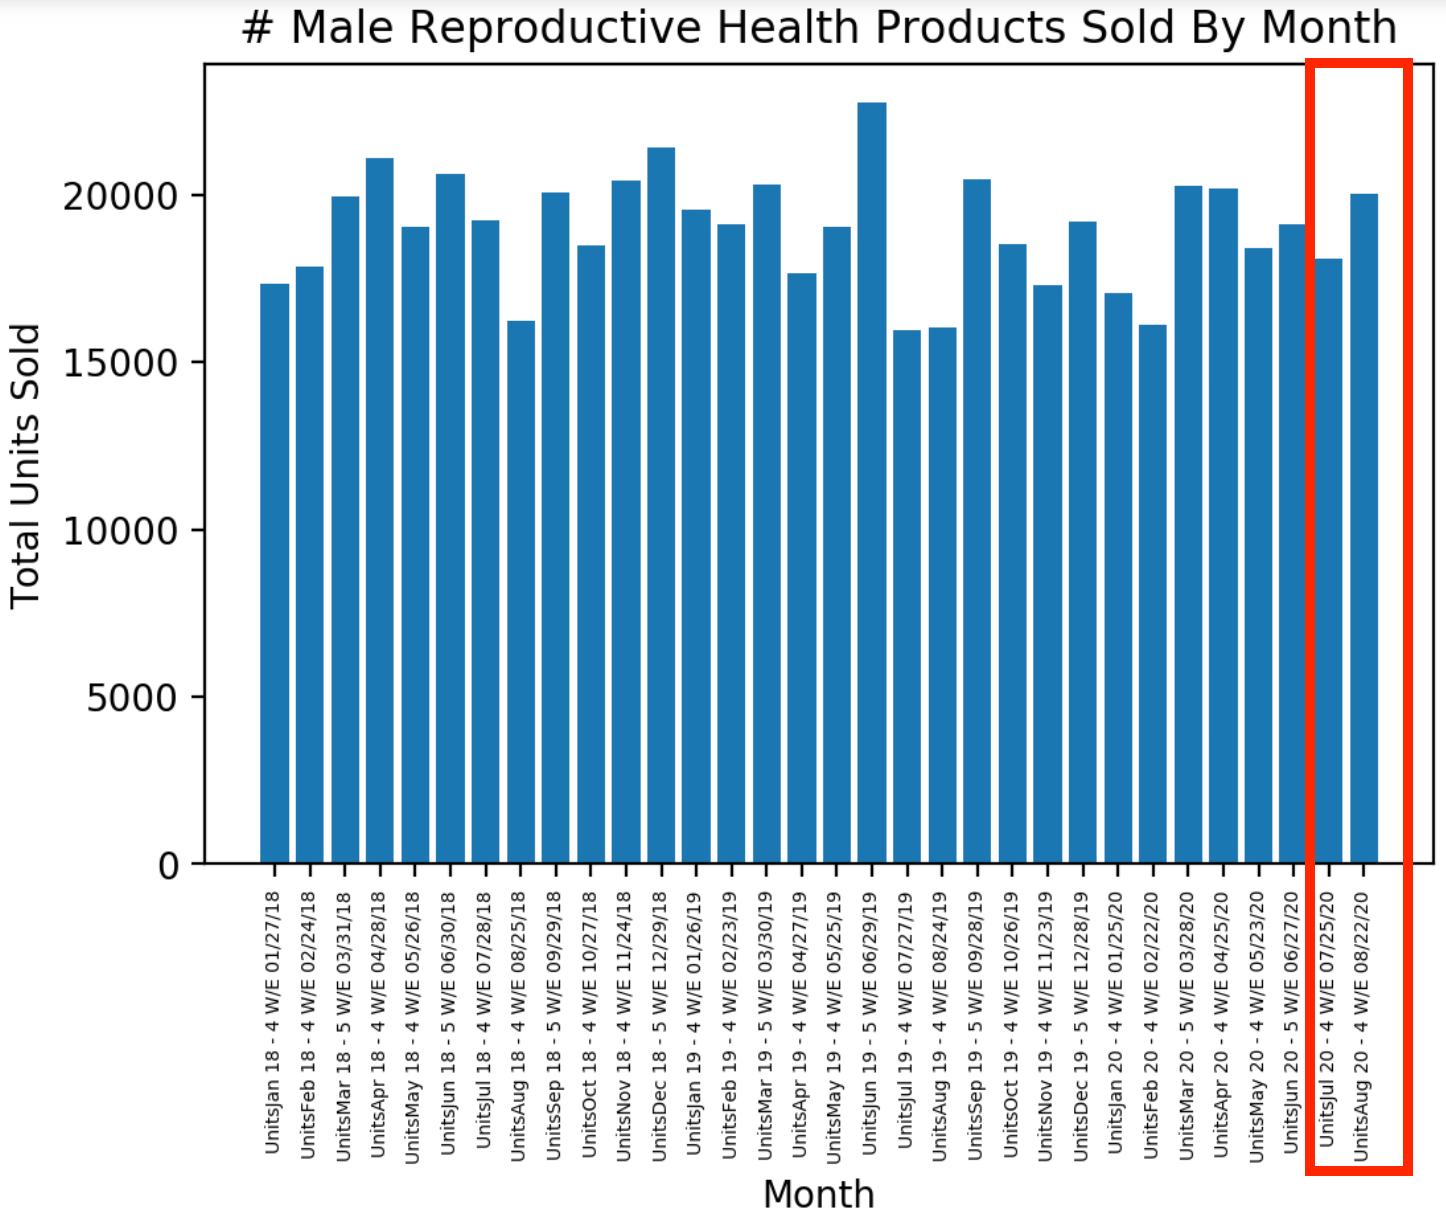 # Male Reproductive Health Products Sold By Month
Total Units Sold
20000
15000
10000
5000
0
UnitsJan 18 - 4 W/E 01/27/18
UnitsFeb 18 - 4 W/E 02/24/18
UnitsMar 18 - 5 W/E 03/31/18
UnitsApr 18 - 4 W/E 04/28/18
UnitsMay 18 - 4 W/E 05/26/18
UnitsJun 18 - 5 W/E 06/30/18
UnitsJul 18 - 4 W/E 07/28/18
UnitsAug 18 - 4 W/E 08/25/18
UnitsSep 18 - 5 W/E 09/29/18
UnitsOct 18 - 4 W/E 10/27/18
UnitsNov 18 - 4 W/E 11/24/18
UnitsDec 18 - 5 W/E 12/29/18
UnitsJan 19 - 4 W/E 01/26/19
UnitsFeb 19 - 4 W/E 02/23/19
UnitsMar 19 - 5 W/E 03/30/19
UnitsApr 19 - 4 W/E 04/27/19
UnitsMay 19 - 4 W/E 05/25/19
UnitsJun 19 - 5 W/E 06/29/19
UnitsJul 19 - 4 W/E 07/27/19
UnitsAug 19 - 4 W/E 08/24/19
UnitsSep 19 - 5 W/E 09/28/19
UnitsOct 19 - 4 W/E 10/26/19
UnitsNov 19 - 4 W/E 11/23/19
UnitsDec 19 - 5 W/E 12/28/19
UnitsJan 20 - 4 W/E 01/25/20
UnitsFeb 20 - 4 W/E 02/22/20
UnitsMar 20 - 5 W/E 03/28/20
UnitsApr 20 - 4 W/E 04/25/20
UnitsMay 20 - 4 W/E 05/23/20
UnitsJun 20 - 5 W/E 06/27/20
UnitsJul 20 - 4 W/E 07/25/20
UnitsAug 20 - 4 W/E 08/22/20
Month